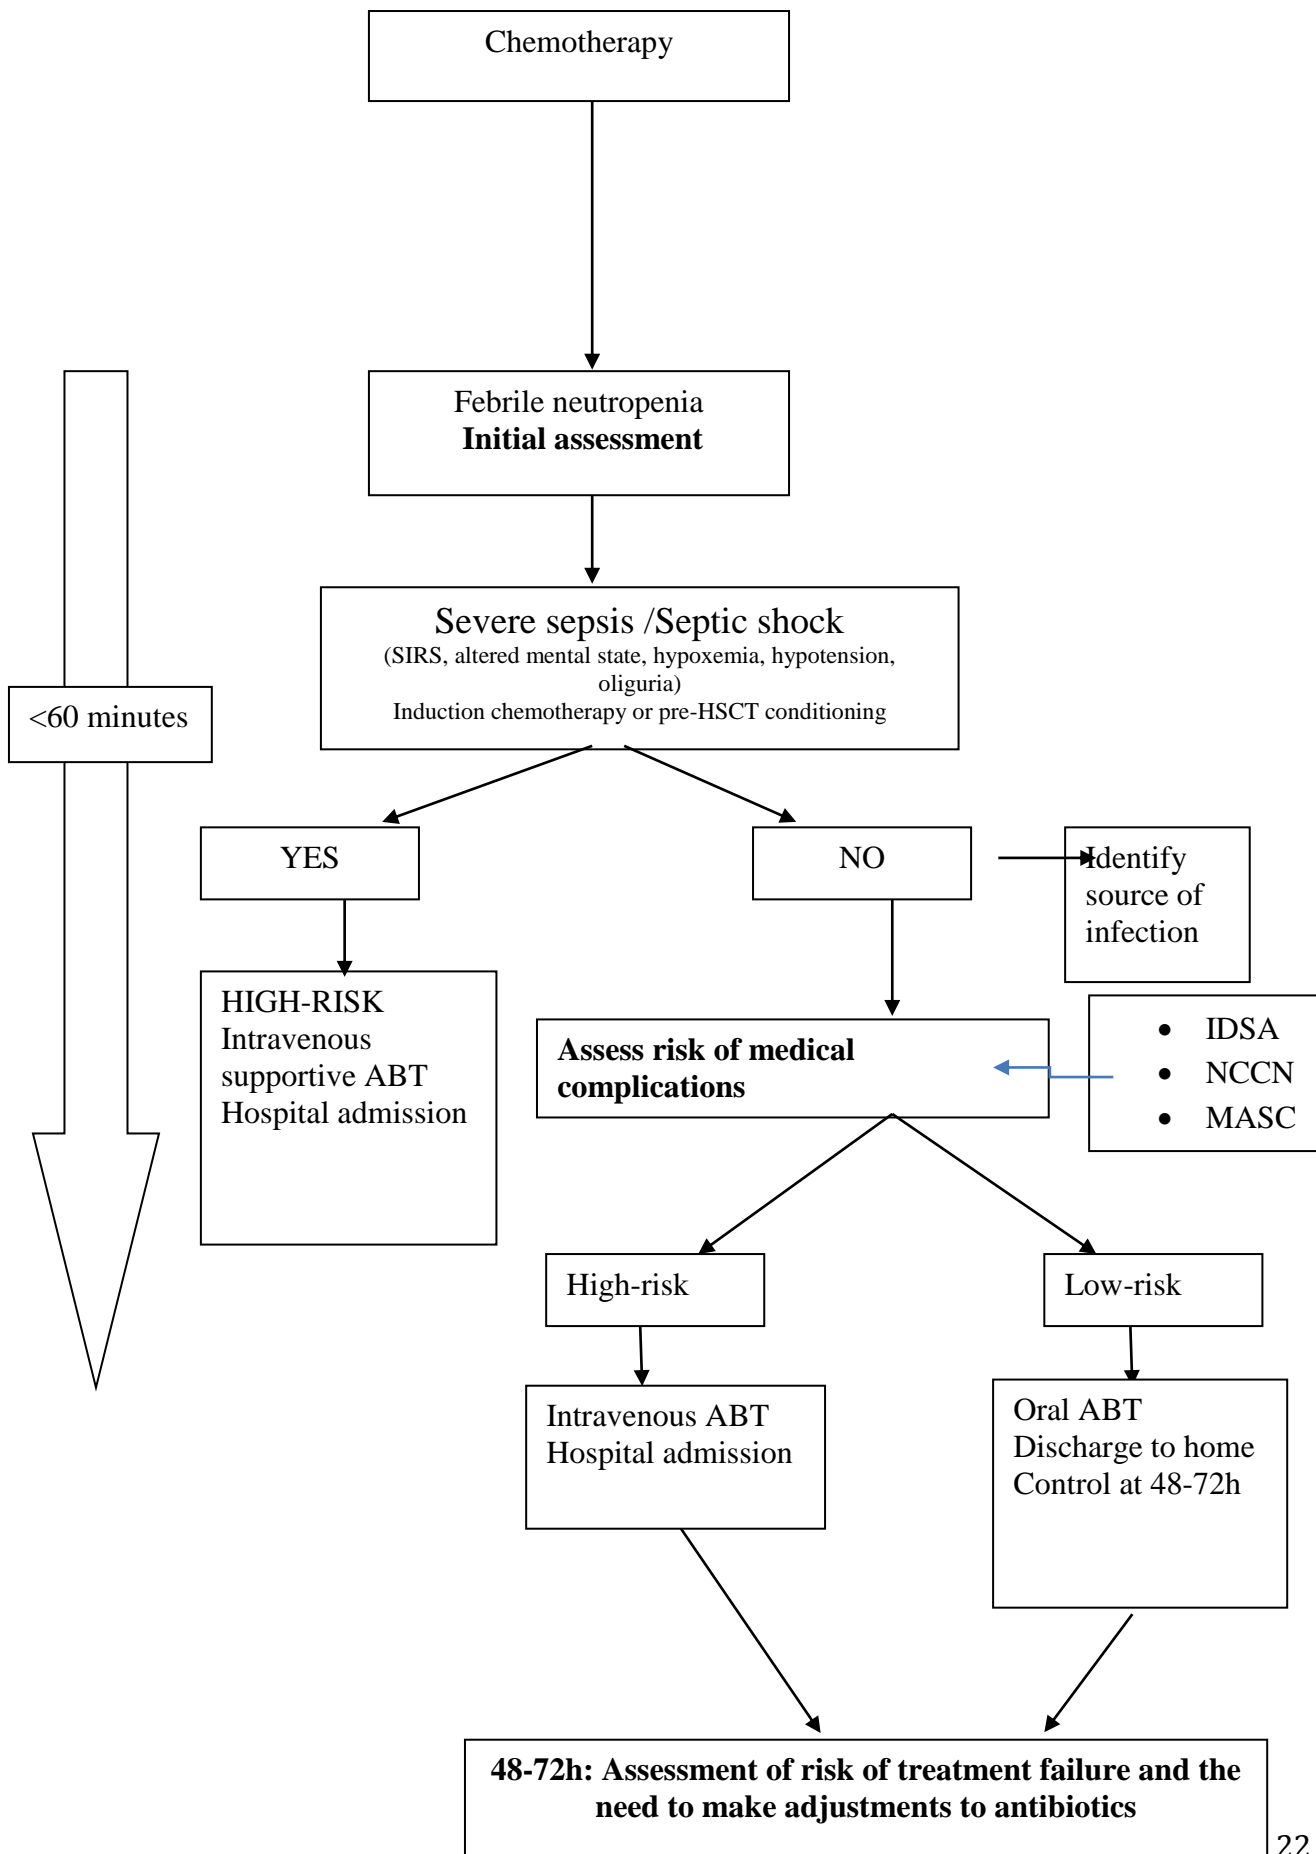 Chemotherapy
Febrile neutropenia
Initial assessment
Severe sepsis /Septic shock
(SIRS, altered mental state, hypoxemia, hypotension,
oliguria)
Induction chemotherapy or pre-HSCT conditioning
<60 minutes
YES
NO
Identify
source of
infection
HIGH-RISK
Intravenous
supportive ABT
Hospital admission
Assess risk of medical
complications
• IDSA
• NCCN
• MASC
High-risk
Low-risk
Intravenous ABT
Hospital admission
Oral ABT
Discharge to home
Control at 48-72h
48-72h: Assessment of risk of treatment failure and the
need to make adjustments to antibiotics
22